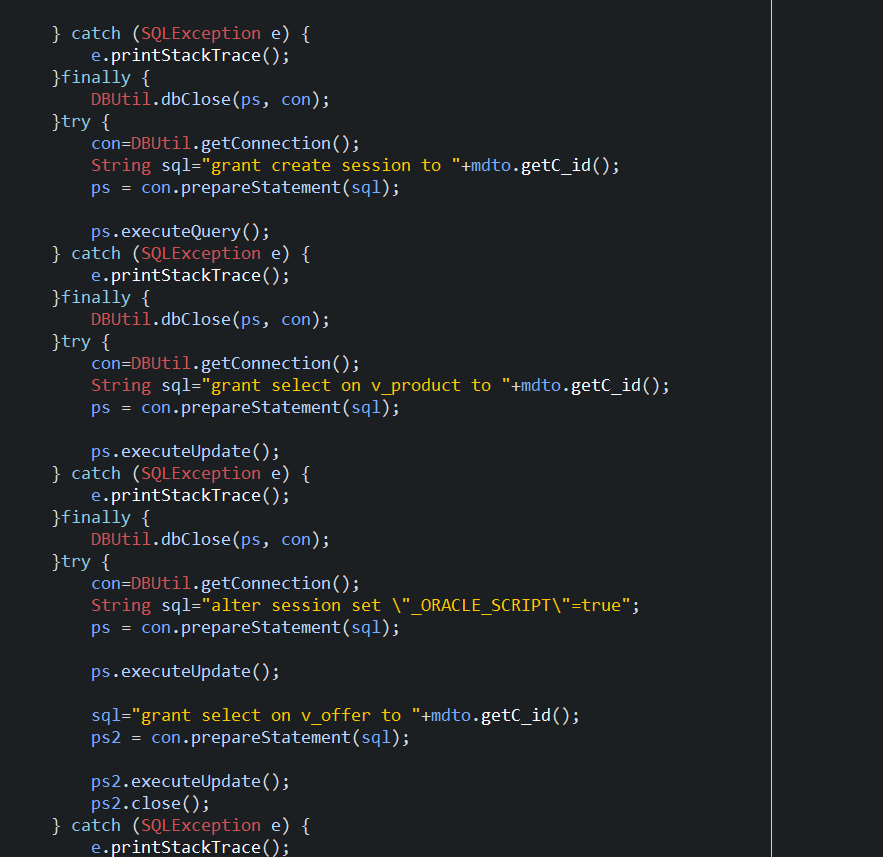 } catch (SQLException e) {
e.printStackTrace();
}finally {
DBUtil.dbClose(ps, con);
}try {
con=DBUtil.getConnection();
String sql="grant create session to "+mdto.getC_id();
ps = con.prepareStatement(sql);
ps.executeQuery();
} catch (SQLException e) {
e.printStackTrace();
}finally {
DBUtil.dbClose(ps, con);
}try {
con=DBUtil.getConnection();
String sql="grant select on v_product to "+mdto.getC_id();
ps = con.prepareStatement(sql);
ps.executeUpdate();
} catch (SQLException e) {
e.printStackTrace();
}finally {
DBUtil.dbClose(ps, con);
}try {
con=DBUtil.getConnection();
String sql="alter session set \"_ORACLE_SCRIPT\"=true";
ps = con.prepareStatement(sql);
ps.executeUpdate();
sql="grant select on v_offer to "+mdto.getC_id();
ps2 = con.prepareStatement(sql);
ps2.executeUpdate();
ps2.close();
} catch (SQLException e) {
e.printStackTrace();